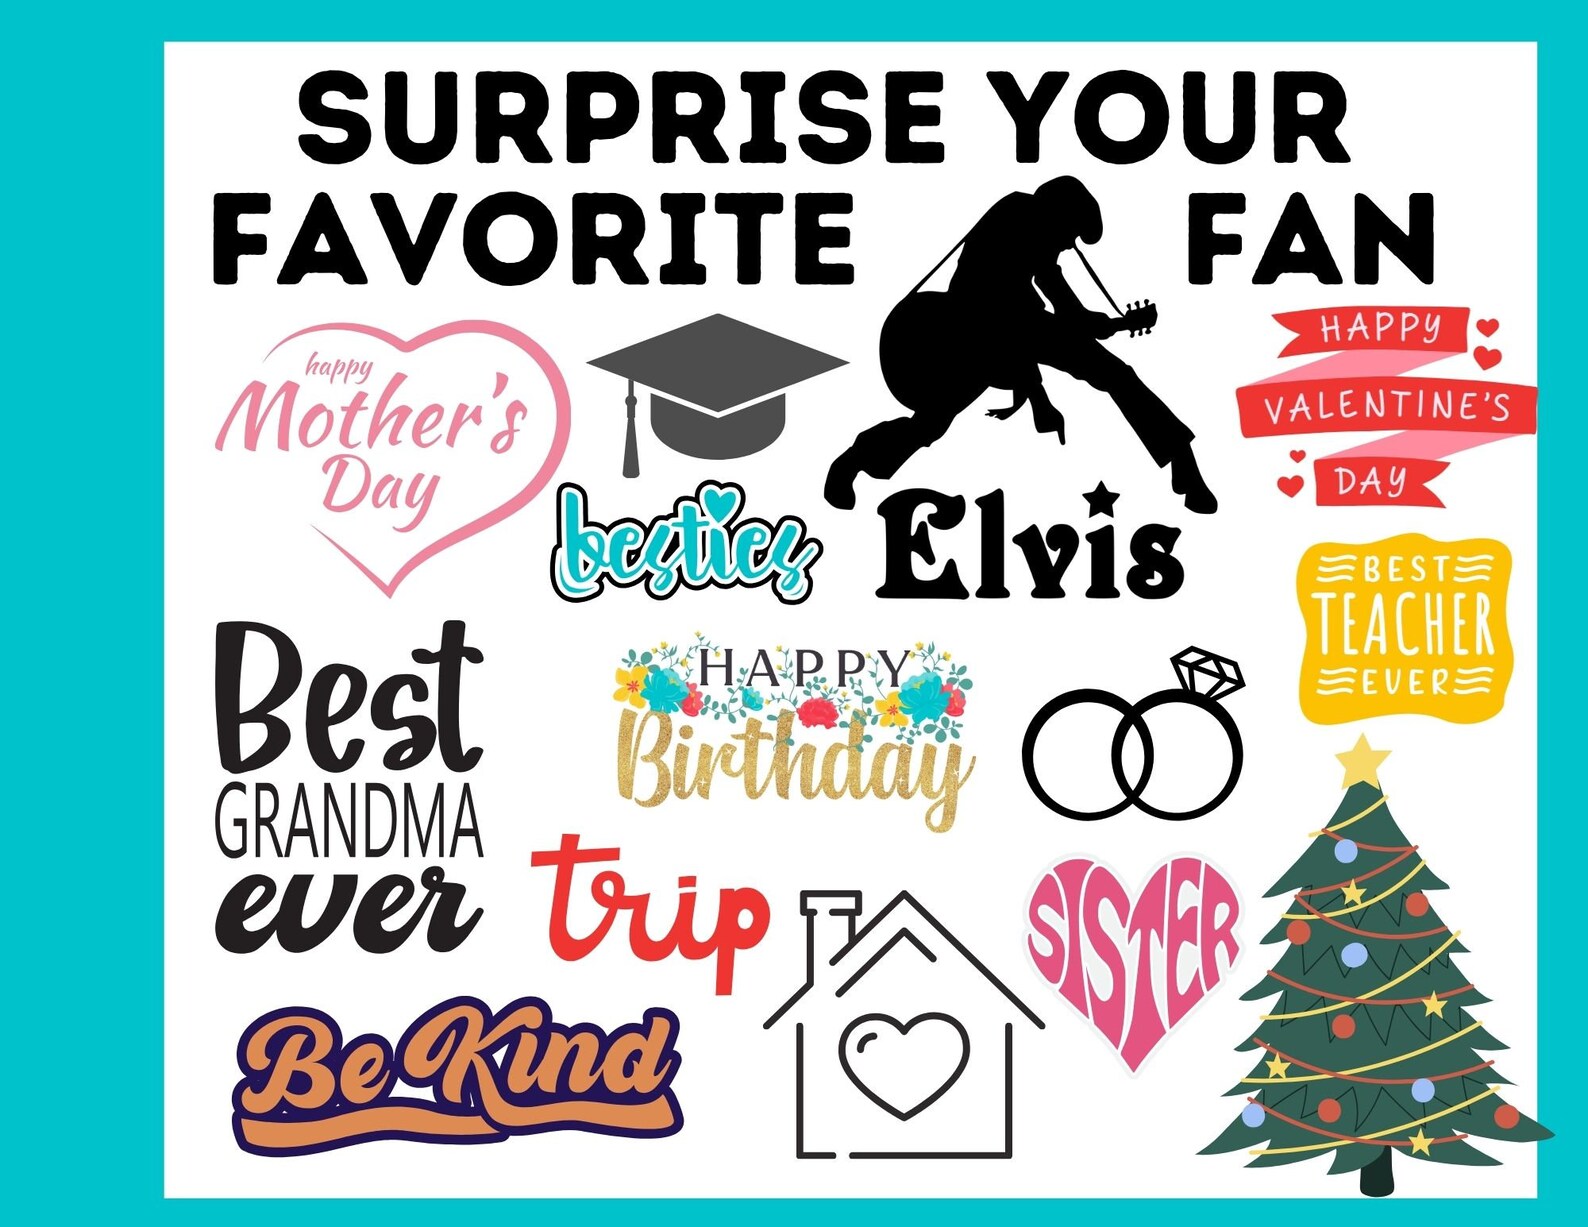 SURPRISE YOUR
FAVORITE FAN
happy
Mother's
Day
besties
Elvis
HAPPY
VALENTINE'S
DAY
BEST
TEACHER
EVER
Best
GRANDMA
ever
HAPPY
Birthday
trip
SISTER
Be Kind